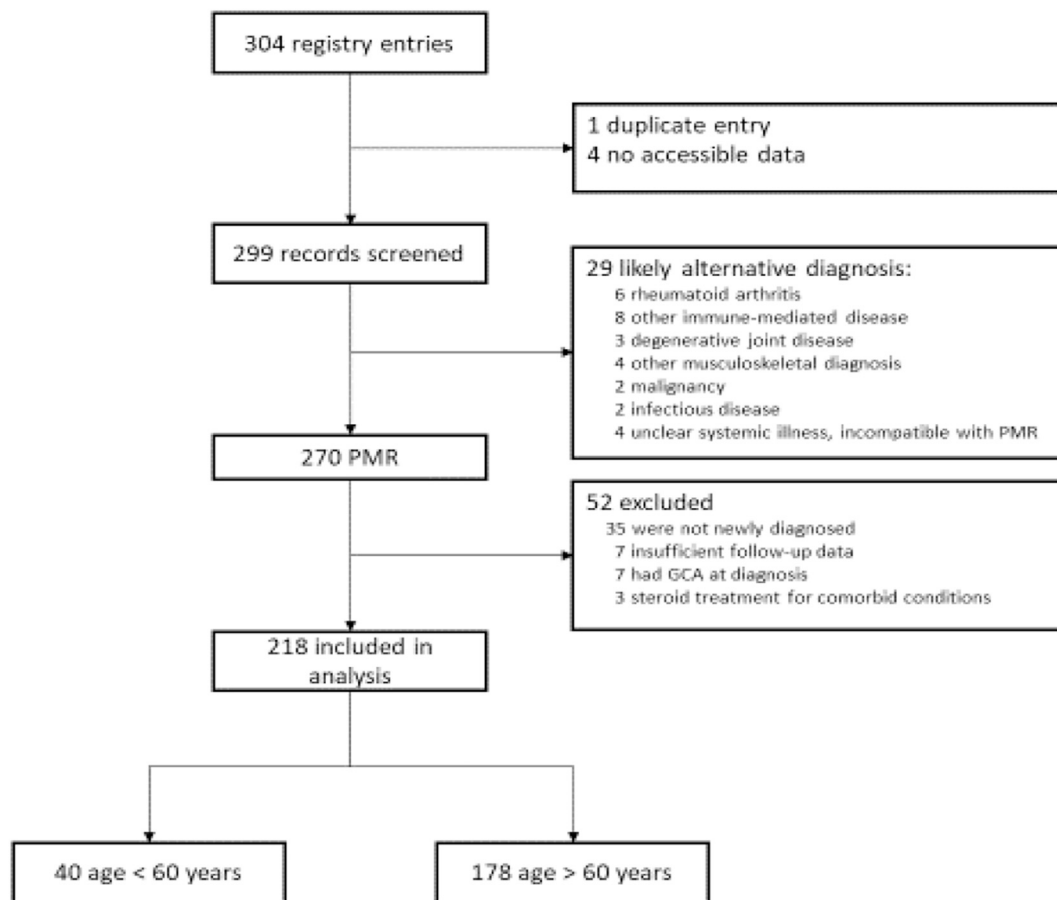 304 registry entries
1 duplicate entry
4 no accessible data
299 records screened
29 likely alternative diagnosis:
6 rheumatoid arthritis
8 other immune-mediated disease
3 degenerative joint disease
4 other musculoskeletal diagnosis
2 malignancy
2 infectious disease
4 unclear systemic illness, incompatible with PMR
270 PMR
52 excluded
35 were not newly diagnosed
7 insufficient follow-up data
7 had GCA at diagnosis
3 steroid treatment for comorbid conditions
218 included in
analysis
40 age < 60 years
178 age > 60 years